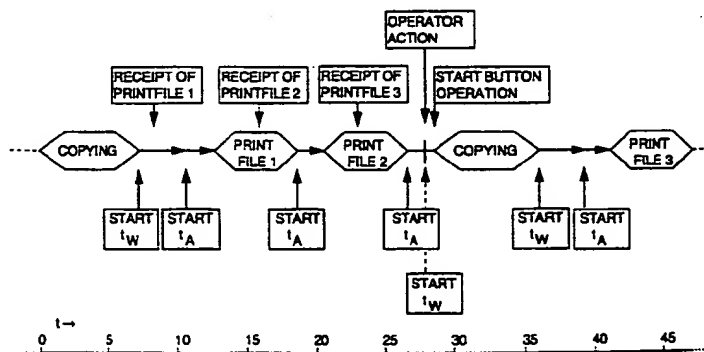 OPERATOR
ACTION
RECEIPT OF
PRINTFILE 1
RECEIPT OF
PRINTFILE 2
RECEIPT OF
PRINTFILE 3
START BUTTON
OPERATION
COPYING
PRINT
FILE 1
PRINT
FILE 2
COPYING
PRINT
FILE 3
START
tW
START
tA
START
tA
START
tA
START
tW
START
tA
START
tW
t→
0 5 10 15 20 25 30 35 40 45